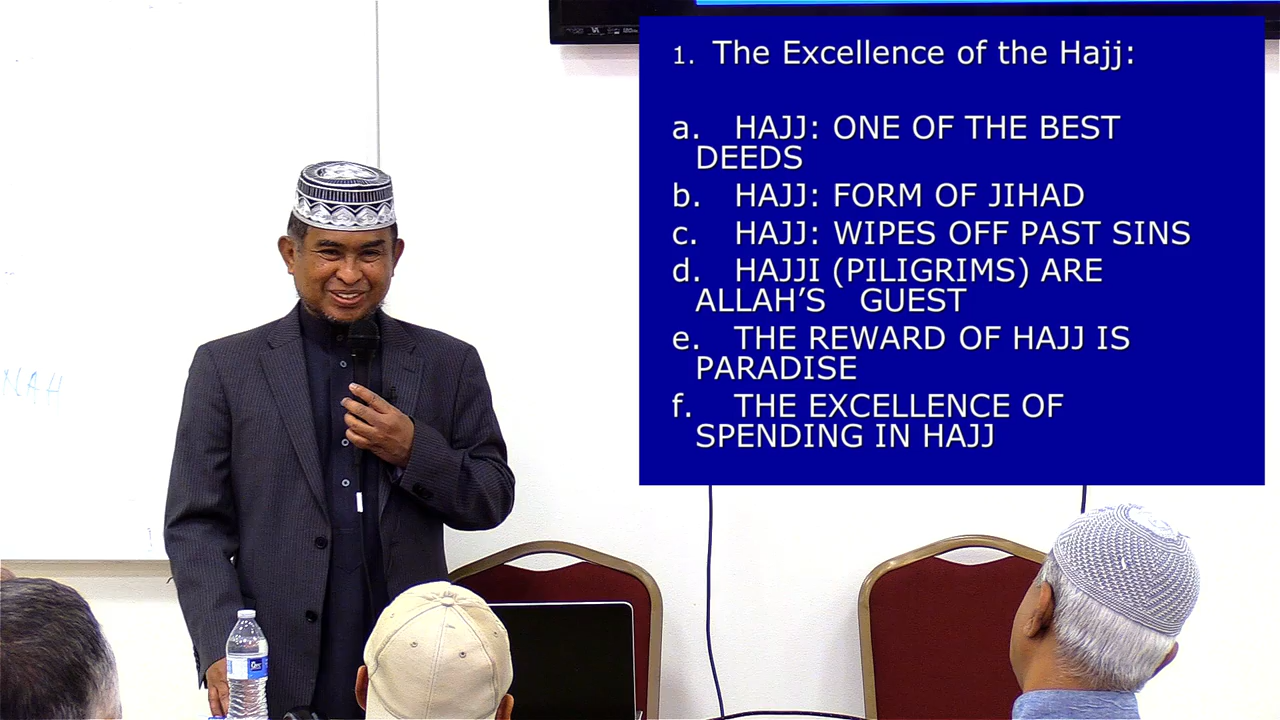 1. The Excellence of the Hajj:
a. HAJJ: ONE OF THE BEST
DEEDS
b. HAJJ: FORM OF JIHAD
c. HAJJ: WIPES OFF PAST SINS
d. HAJJI (PILIGRIMS) ARE
ALLAH’S GUEST
e. THE REWARD OF HAJJ IS
PARADISE
f. THE EXCELLENCE OF
SPENDING IN HAJJ
NAH